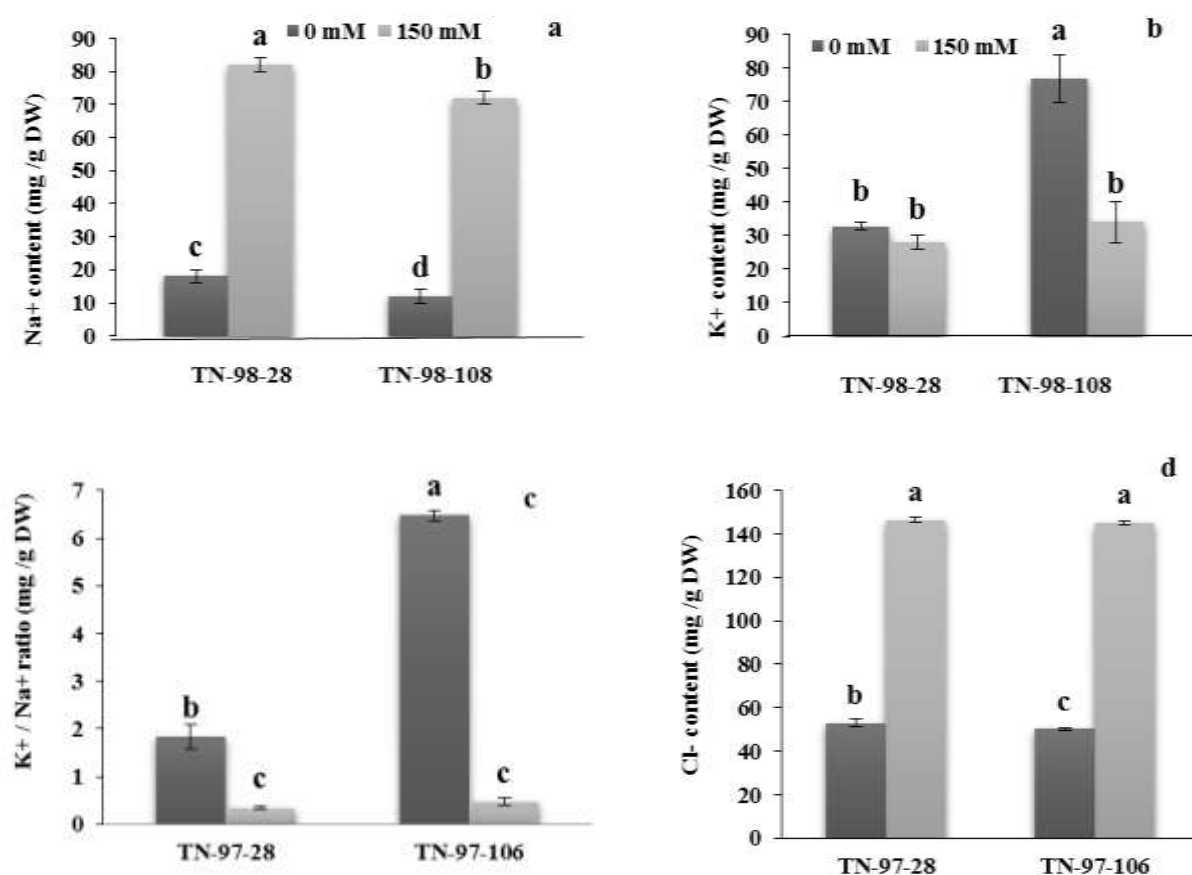 0 mM 150 mM a
Na+ content (mg /g DW)
90
80
70
60
50
40
30
20
10
0
c
a
d
b
TN-98-28 TN-98-108
0 mM 150 mM b
K+ content (mg /g DW)
90
80
70
60
50
40
30
20
10
0
b
b
a
b
TN-98-28 TN-98-108
c
K+ / Na+ ratio (mg /g DW)
7
6
5
4
3
2
1
0
b
c
a
c
TN-97-28 TN-97-106
d
Cl- content (mg /g DW)
160
140
120
100
80
60
40
20
0
b
a
c
a
TN-97-28 TN-97-106